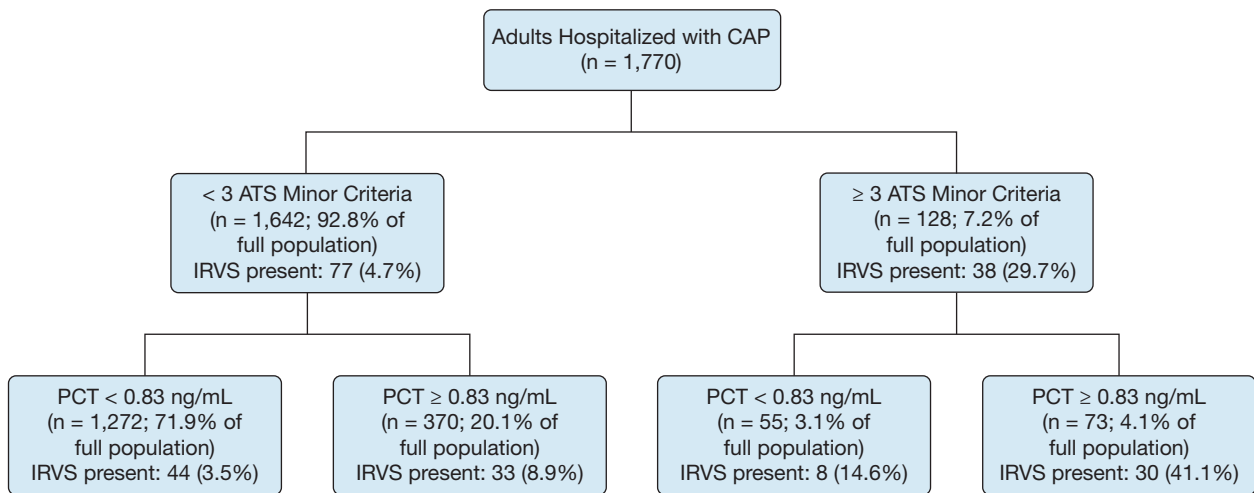 Adults Hospitalized with CAP
(n = 1,770)
< 3 ATS Minor Criteria
(n = 1,642; 92.8% of
full population)
IRVS present: 77 (4.7%)
≥ 3 ATS Minor Criteria
(n = 128; 7.2% of
full population)
IRVS present: 38 (29.7%)
PCT < 0.83 ng/mL
(n = 1,272; 71.9% of
full population)
IRVS present: 44 (3.5%)
PCT ≥ 0.83 ng/mL
(n = 370; 20.1% of
full population)
IRVS present: 33 (8.9%)
PCT < 0.83 ng/mL
(n = 55; 3.1% of
full population)
IRVS present: 8 (14.6%)
PCT ≥ 0.83 ng/mL
(n = 73; 4.1% of
full population)
IRVS present: 30 (41.1%)